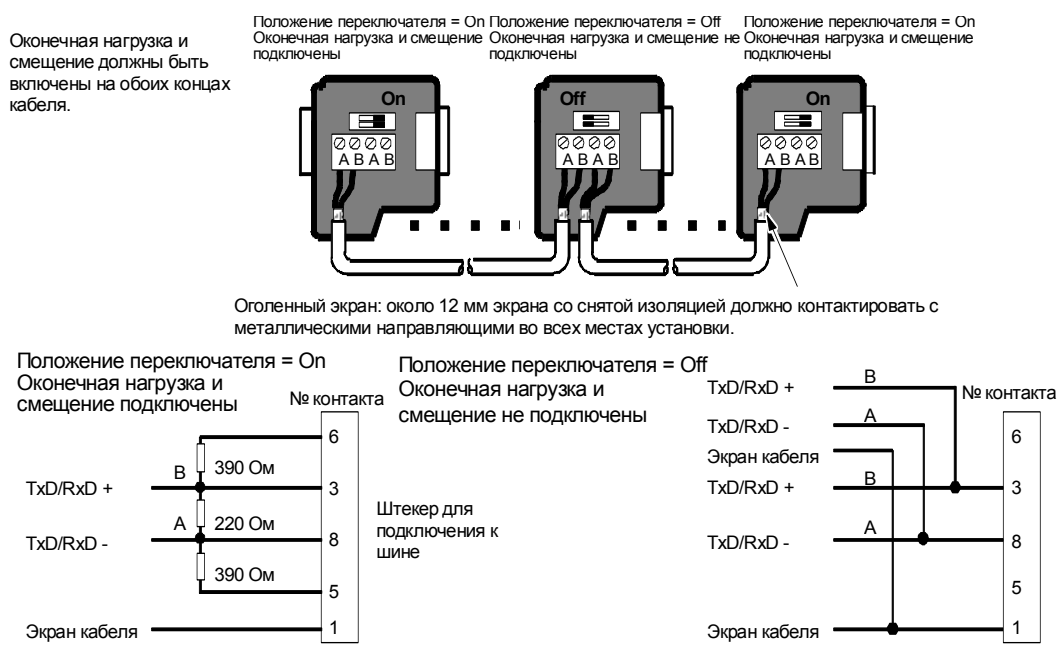 Оконечная нагрузка и
смещение должны быть
включены на обоих концах
кабеля.
Положение переключателя = On
Оконечная нагрузка и смещение
подключены
Положение переключателя = Off
Оконечная нагрузка и смещение не
подключены
Положение переключателя = On
Оконечная нагрузка и смещение
подключены
On
A B A B
Off
A B A B
On
A B A B
Оголенный экран: около 12 мм экрана со снятой изоляцией должно контактировать с
металлическими направляющими во всех местах установки.
Положение переключателя = On
Оконечная нагрузка и
смещение подключены
№ контакта
6
390 Ом
B
TxD/RxD +
3
220 Ом
A
TxD/RxD -
8
390 Ом
5
Экран кабеля
1
Штекер для
подключения к
шине
Положение переключателя = Off
Оконечная нагрузка и
смещение не подключены
№ контакта
TxD/RxD +
B
TxD/RxD -
A
6
Экран кабеля
TxD/RxD +
B
3
TxD/RxD -
A
8
5
Экран кабеля
1